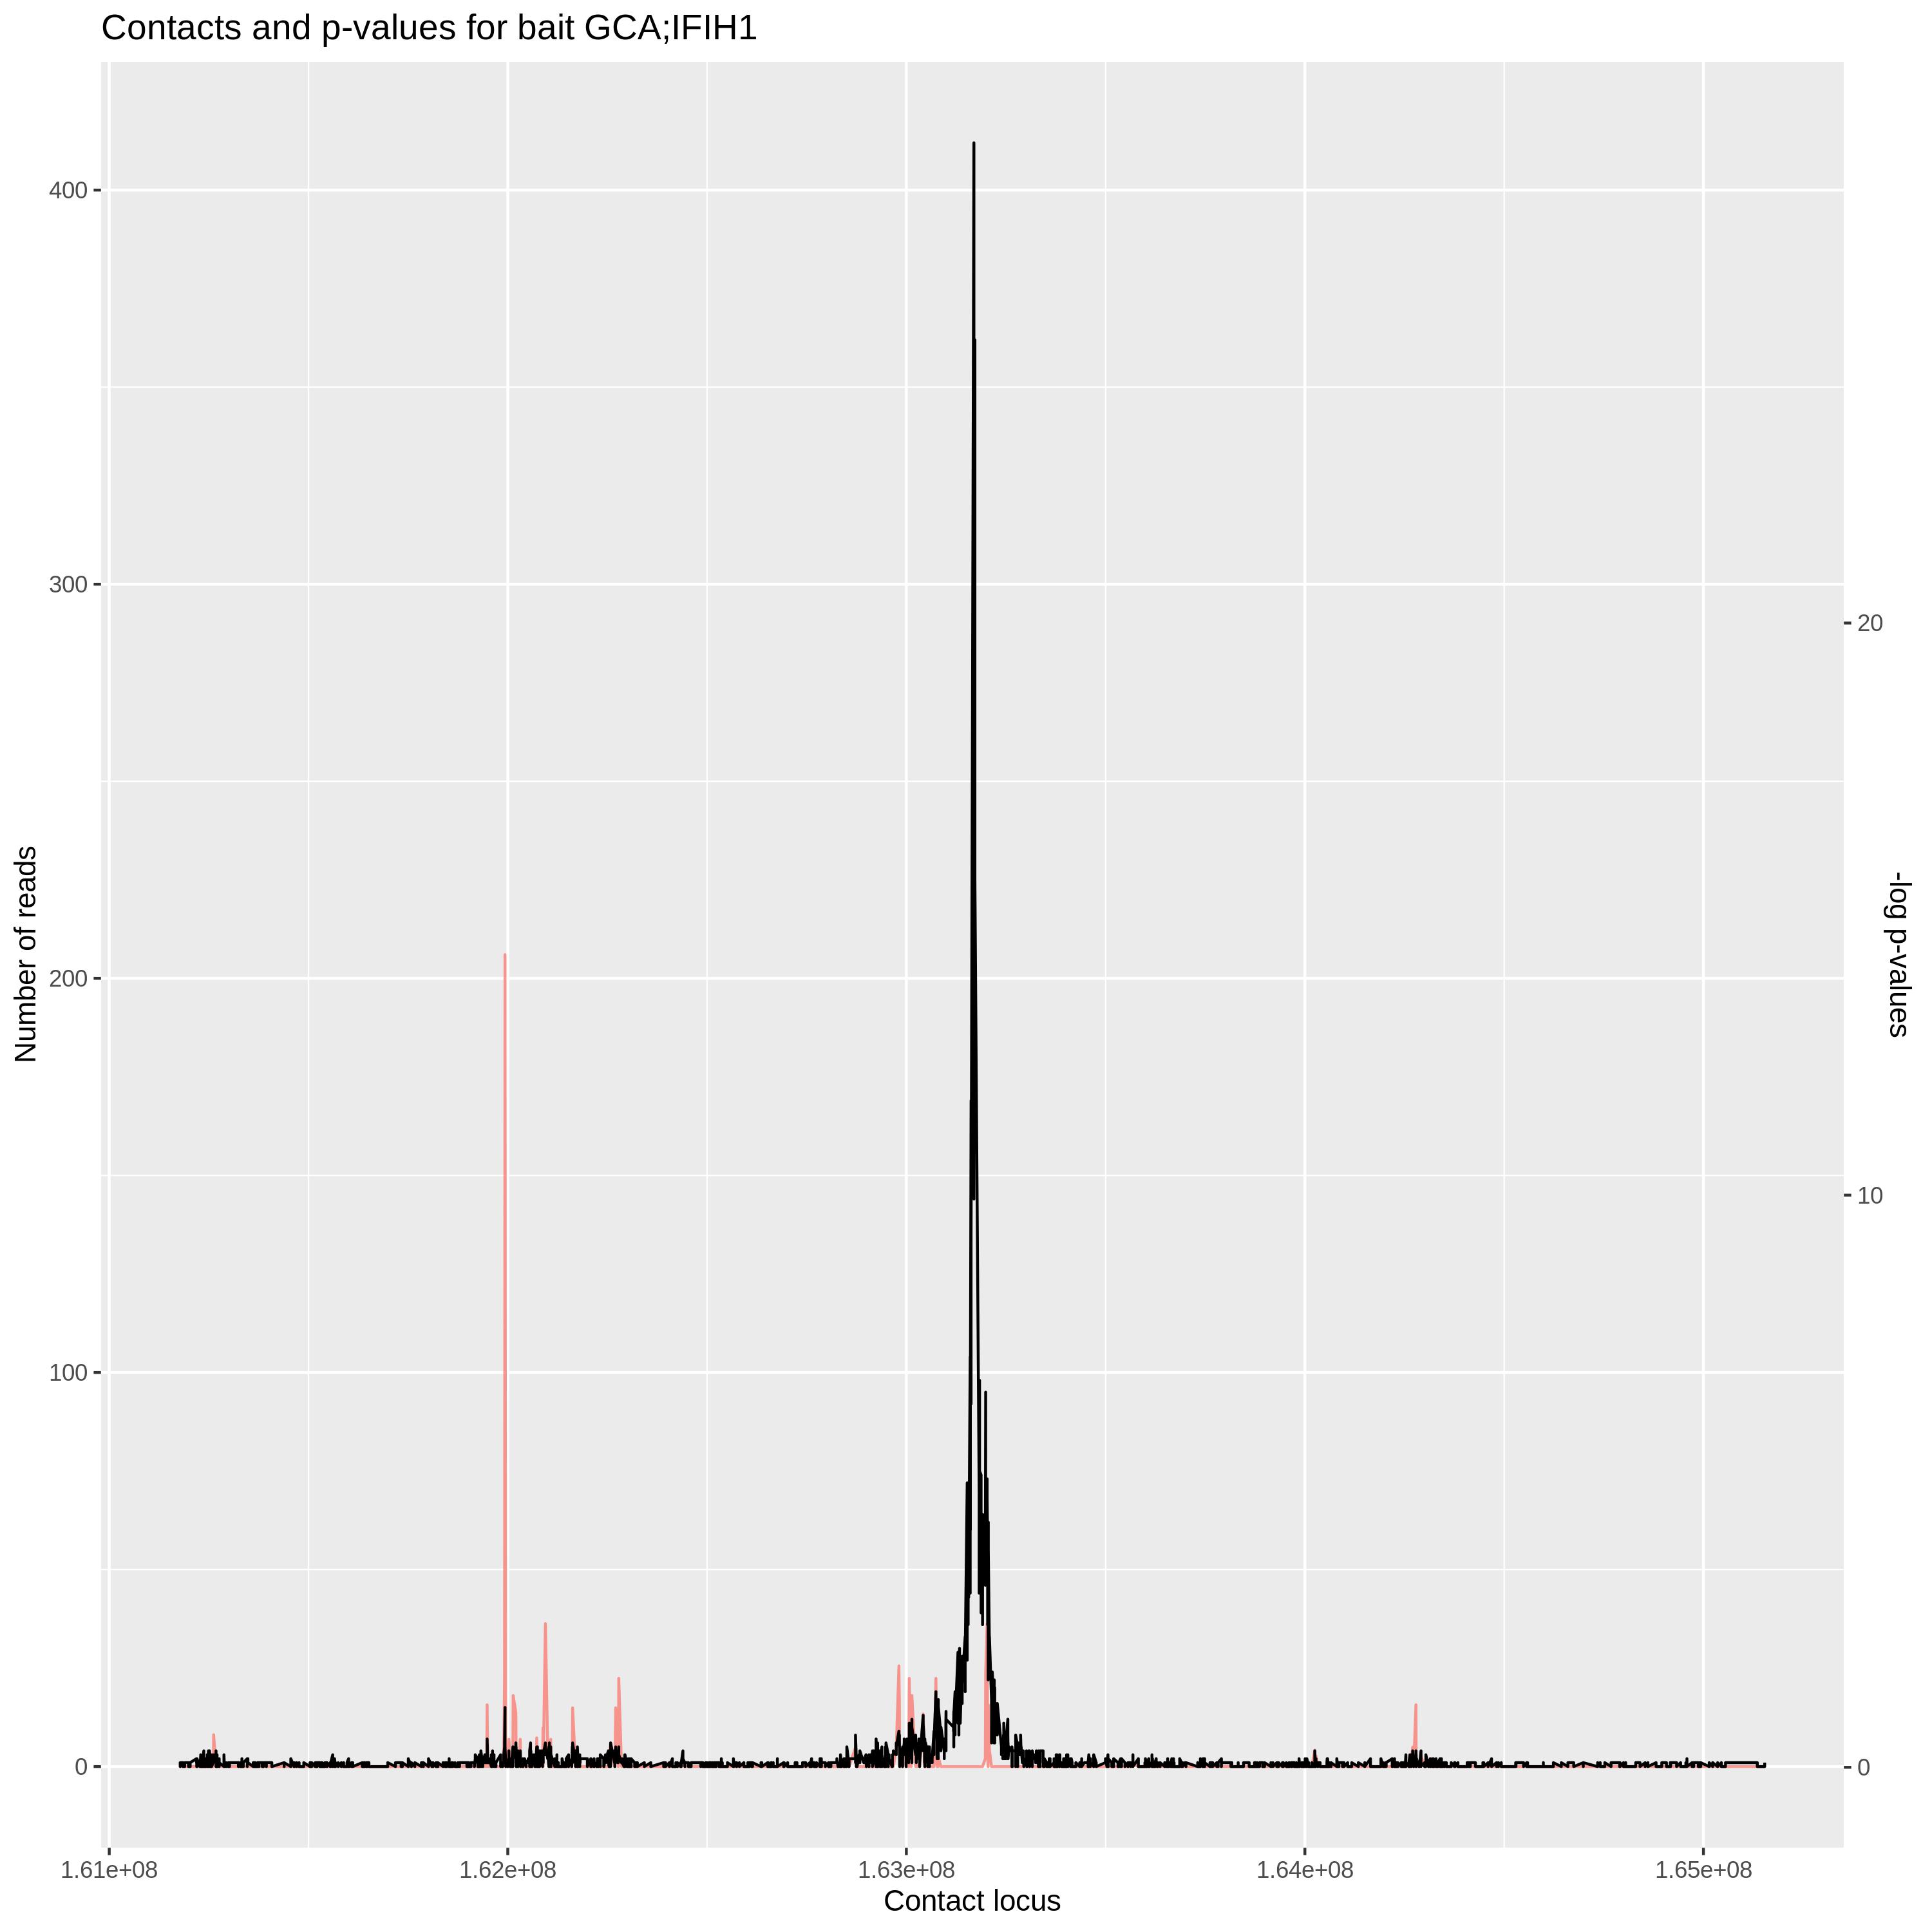 Contacts and p-values for bait GCA;IFIH1
400
300
200
100
0
Number of reads
20
10
0
-log p-values
1.61e+08
1.62e+08
1.63e+08
1.64e+08
1.65e+08
Contact locus